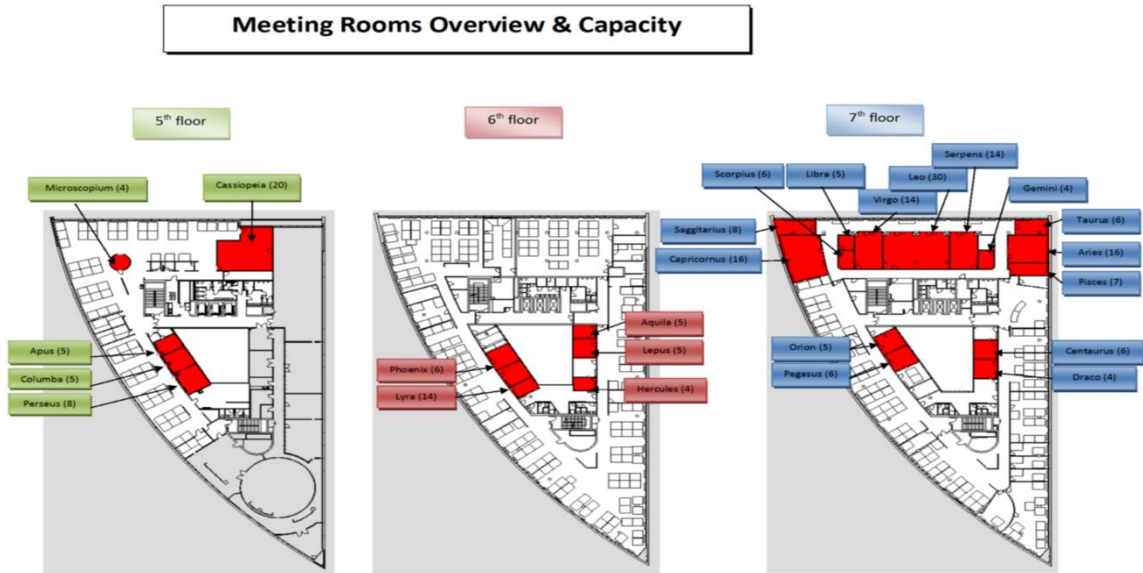 Meeting Rooms Overview & Capacity
5th floor
6th floor
7th floor
Microscopium (4)
Cassiopeia (20)
Apus (5)
Columba (5)
Perseus (8)
Aquila (5)
Lepus (5)
Phoenix (6)
Lyra (14)
Hercules (4)
Serpens (14)
Scorpius (6)
Libra (5)
Leo (30)
Virgo (14)
Gemini (4)
Saggitarius (8)
Taurus (6)
Capricornus (16)
Aries (16)
Pisces (7)
Orion (5)
Centaurus (6)
Pegasus (6)
Draco (4)